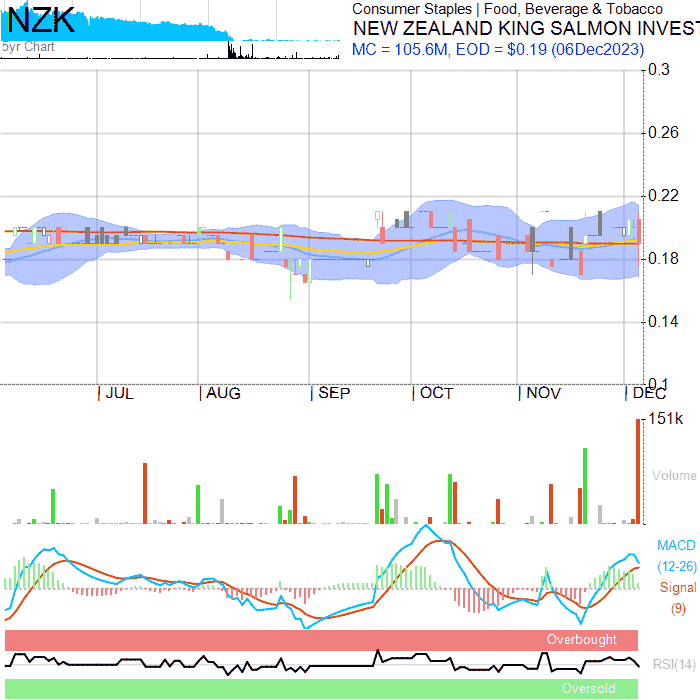 NZK
5yr Chart
Consumer Staples | Food, Beverage & Tobacco
NEW ZEALAND KING SALMON INVEST
MC = 105.6M, EOD = $0.19 (06Dec2023)
0.3
0.26
0.22
0.18
0.14
0.1
JUL AUG SEP OCT NOV DEC
151k
Volume
MACD
(12-26)
Signal
(9)
Overbought
RSI(14)
Oversold